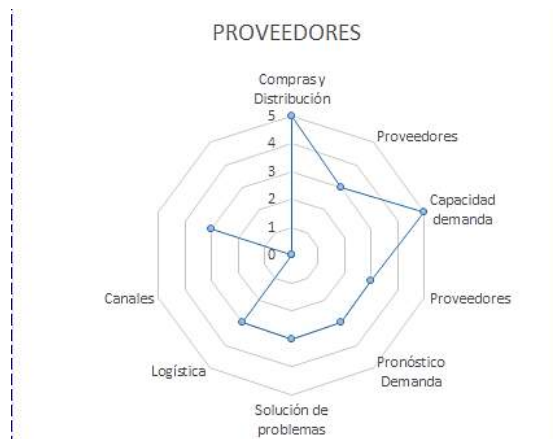 PROVEEDORES
Compras y
Distribución
5
Proveedores
4
3
Capacidad
demanda
2
1
0
Canales
Proveedores
Logística
Pronóstico
Demanda
Solución de
problemas